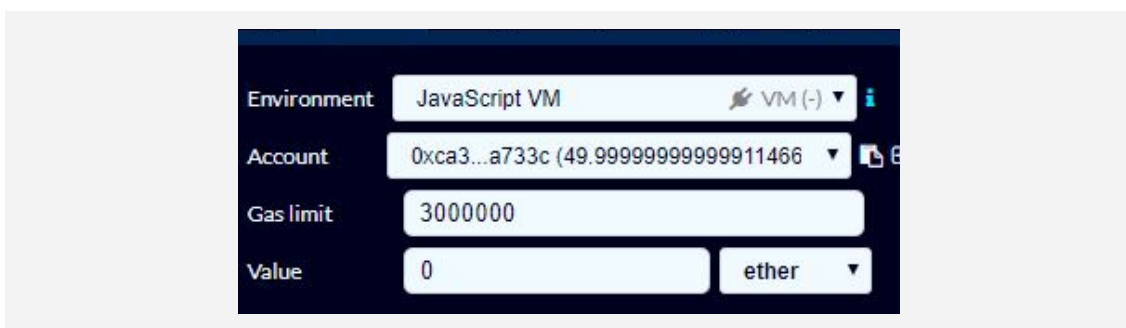 Environment JavaScript VM VM (-) i
Account 0xca3...a733c (49.99999999999911466
Gas limit 3000000
Value 0 ether